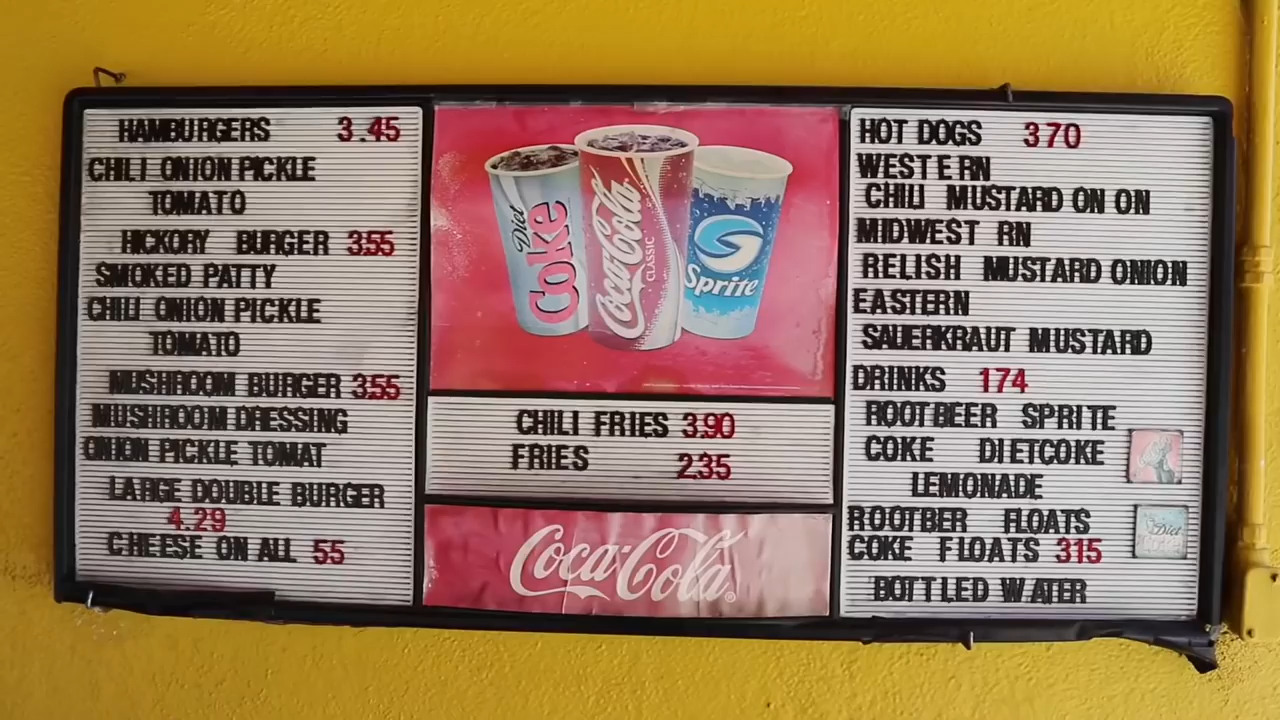 HAMBURGERS 3.45
CHILI ONION PICKLE
TOMATO
HICKORY BURGER 3.55
SMOKED PATTY
CHILI ONION PICKLE
TOMATO
MUSHROOM BURGER 3.55
MUSHROOM DRESSING
ONION PICKLE TOMAT
LARGE DOUBLE BURGER
4.29
CHEESE ON ALL 55
Diet Coke
Coca-Cola CLASSIC
Sprite
CHILI FRIES 3.90
FRIES 2.35
Coca-Cola®
HOT DOGS 370
WESTERN
CHILI MUSTARD ON ON
MIDWEST RN
RELISH MUSTARD ONION
EASTERN
SAUERKRAUT MUSTARD
DRINKS 174
ROOTBEER SPRITE
COKE DIETCOKE
LEMONADE
ROOTBER FLOATS
Diet
COKE FLOATS 315
BOTTLED WATER